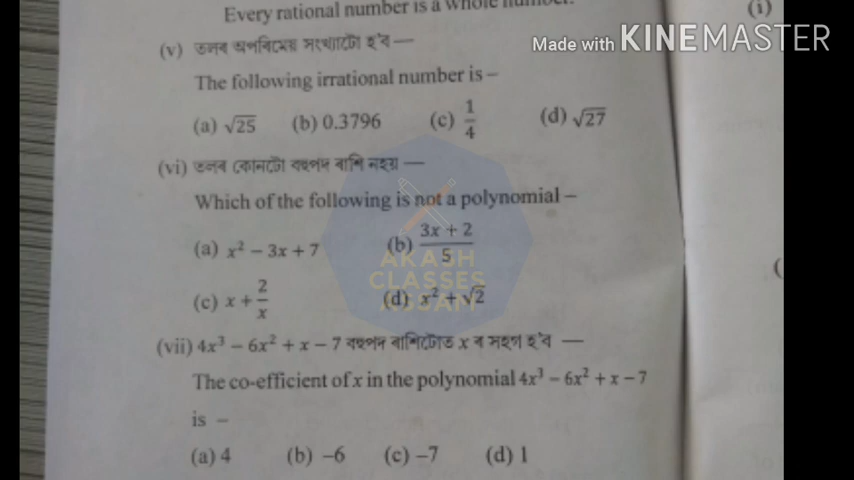 Every rational number is a whole number.
(i)
Made with KINEMASTER
(v) তলৰ অপৰিমেয় সংখ্যাটো হ'ব —
The following irrational number is –
(a) √25 (b) 0.3796 (c) 1/4 (d) √27
(vi) তলৰ কোনটো বহুপদ ৰাশি নহয় —
Which of the following is not a polynomial –
(a) x² – 3x + 7 (b) (3x + 2)/5
AKASH
CLASSES
ASSAM
(c) x + 2/x (d) x² + √2
(vii) 4x³ – 6x² + x – 7 বহুপদ ৰাশিটোত x ৰ সহগ হ'ব —
The co-efficient of x in the polynomial 4x³ – 6x² + x – 7
is –
(a) 4 (b) –6 (c) –7 (d) 1